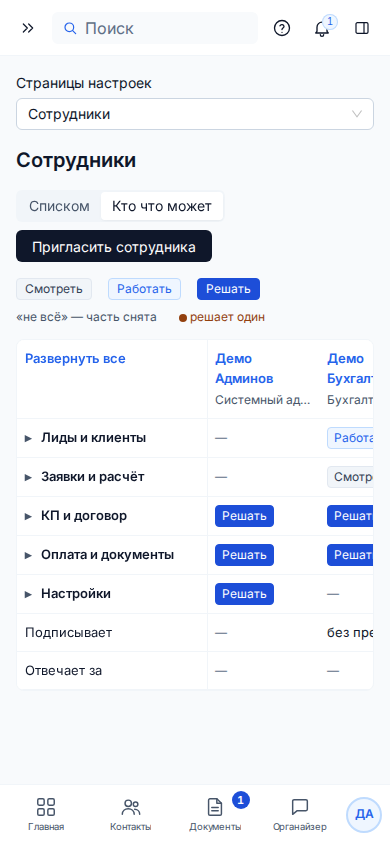 Поиск
1
Страницы настроек
Сотрудники
Сотрудники
Списком
Кто что может
Пригласить сотрудника
Смотреть
Работать
Решать
«не всё» — часть снята
решает один
Развернуть все
Демо Админов
Системный ад...
Демо
Бухгалт
Лиды и клиенты
—
Работа
Заявки и расчёт
—
Смотре
КП и договор
Решать
Решат
Оплата и документы
Решать
Решат
Настройки
Решать
—
Подписывает
—
без пре
Отвечает за
—
—
Главная
Контакты
Документы
1
Органайзер
ДА